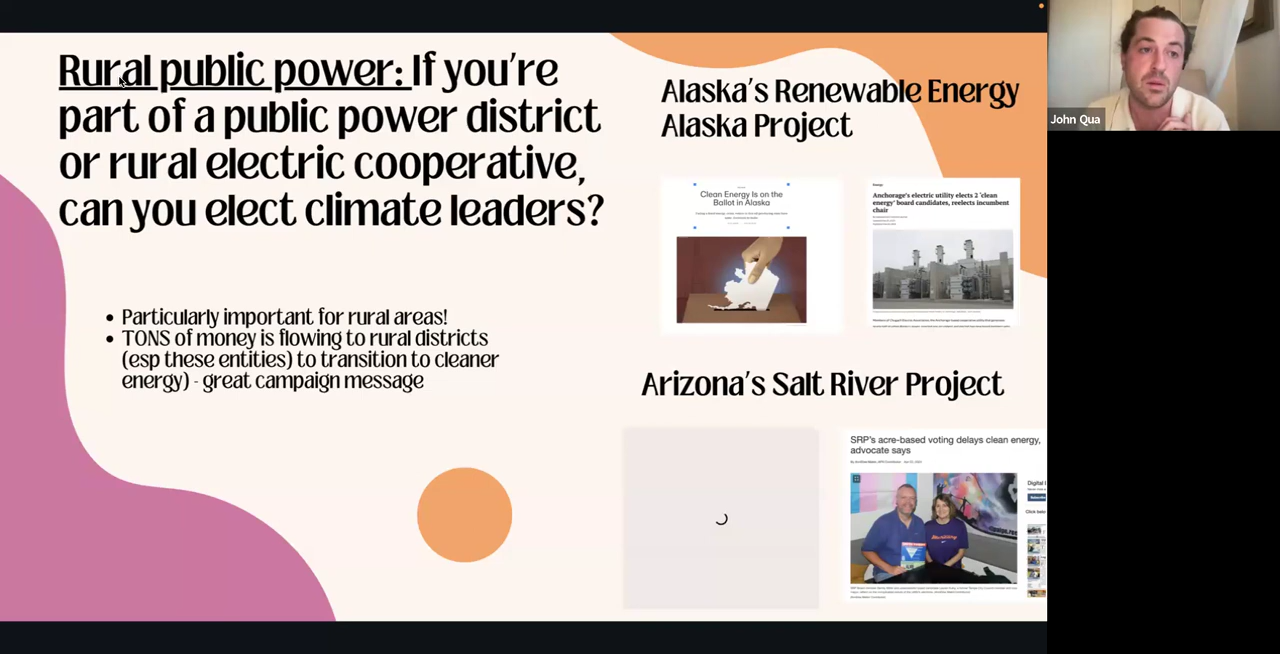 Rural public power: If you're
part of a public power district
or rural electric cooperative,
can you elect climate leaders?
• Particularly important for rural areas!
• TONS of money is flowing to rural districts
(esp these entities) to transition to cleaner
energy) - great campaign message
Alaska's Renewable Energy
Alaska Project
Clean Energy Is on the
Ballot in Alaska
Energy
Anchorage's electric utility elects 2 'clean
energy' board candidates, reelects incumbent
chair
Arizona's Salt River Project
SRP's acre-based voting delays clean energy,
advocate says
Digital
Click
John Qua